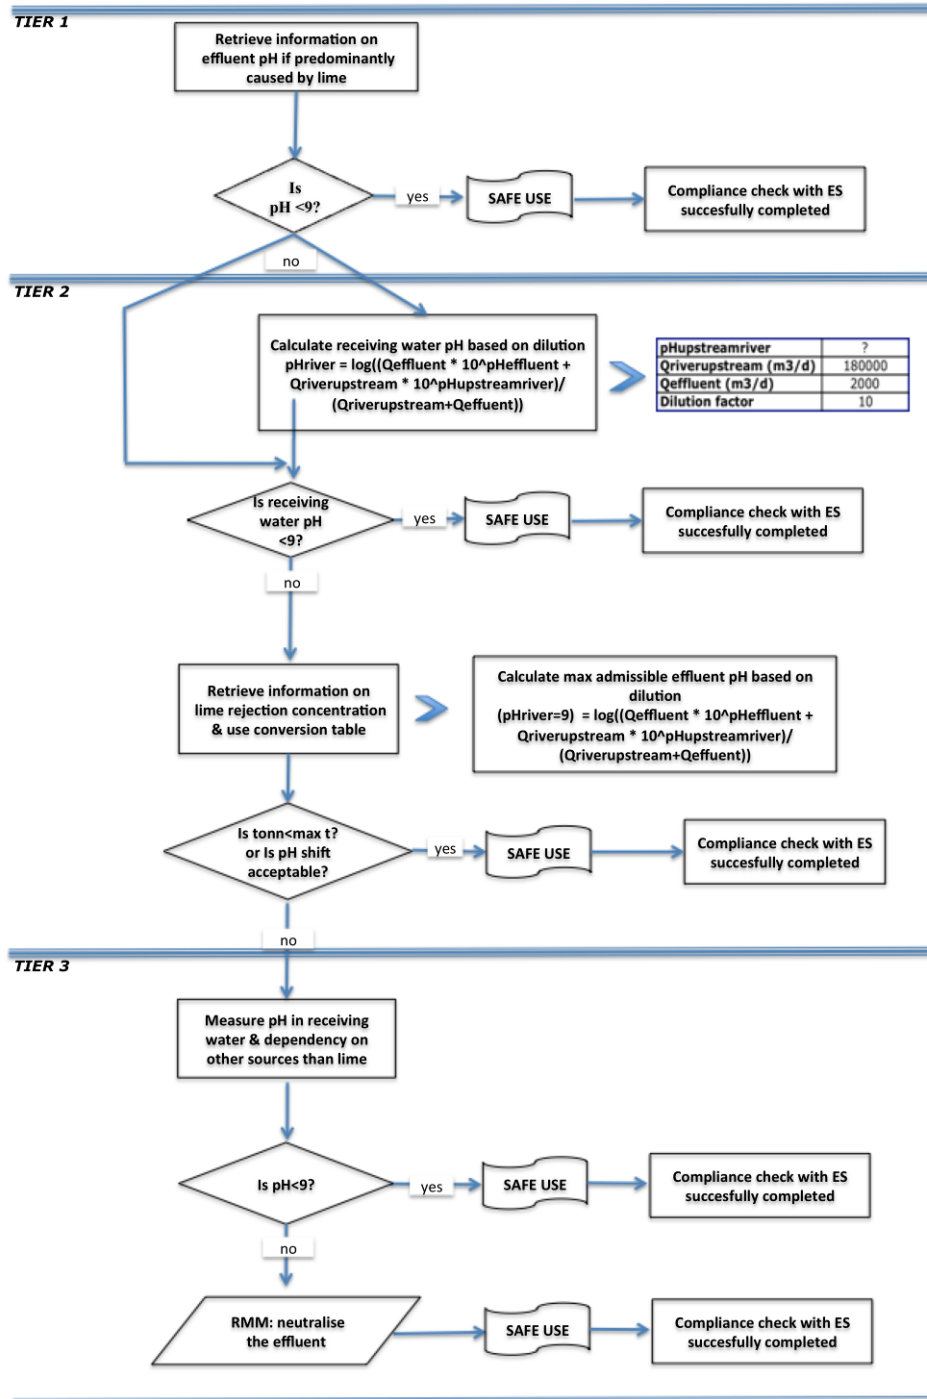 TIER 1
Retrieve information on
effluent pH if predominantly
caused by lime
Is
pH <9?
yes
SAFE USE
Compliance check with ES
succesfully completed
no
TIER 2
Calculate receiving water pH based on dilution
pHriver = log((Qeffluent * 10^pHeffluent +
Qriverupstream * 10^pHupstreamriver)/
(Qriverupstream+Qeffuent))
pHupstreamriver ?
Qriverupstream (m3/d) 180000
Qeffluent (m3/d) 2000
Dilution factor 10
Is receiving
water pH
<9?
yes
SAFE USE
Compliance check with ES
succesfully completed
no
Retrieve information on
lime rejection concentration
& use conversion table
Calculate max admissible effluent pH based on
dilution
(pHriver=9) = log((Qeffluent * 10^pHeffluent +
Qriverupstream * 10^pHupstreamriver)/
(Qriverupstream+Qeffuent))
Is tonn<max t?
or Is pH shift
acceptable?
yes
SAFE USE
Compliance check with ES
succesfully completed
no
TIER 3
Measure pH in receiving
water & dependency on
other sources than lime
Is pH<9?
yes
SAFE USE
Compliance check with ES
succesfully completed
no
RMM: neutralise
the effluent
SAFE USE
Compliance check with ES
succesfully completed